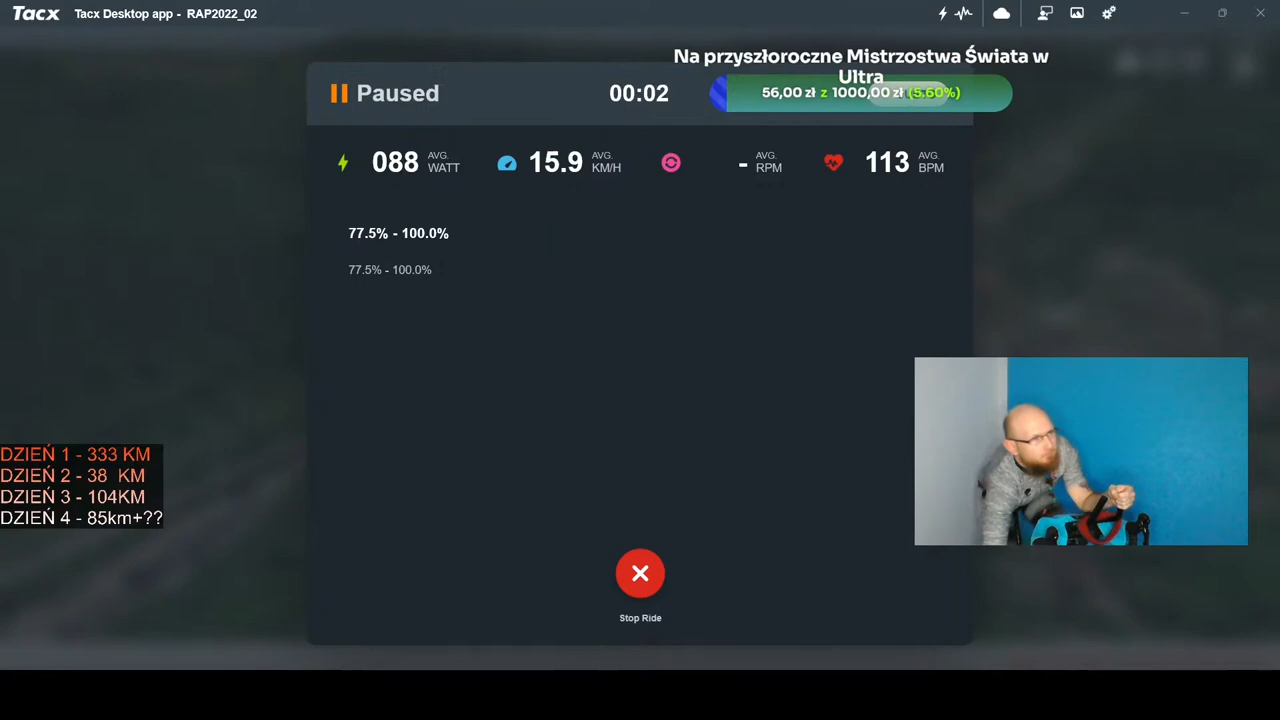 Tacx Tacx Desktop app - RAP2022_02
Na przyszłoroczne Mistrzostwa Świata w
Ultra
56,00 zł z 1000,00 zł (5.60%)
Paused 00:02
088 AVG. WATT 15.9 AVG. KM/H - AVG. RPM 113 AVG. BPM
77.5% - 100.0%
77.5% - 100.0%
DZIEŃ 1 - 333 KM
DZIEŃ 2 - 38 KM
DZIEŃ 3 - 104KM
DZIEŃ 4 - 85km+??
Stop Ride